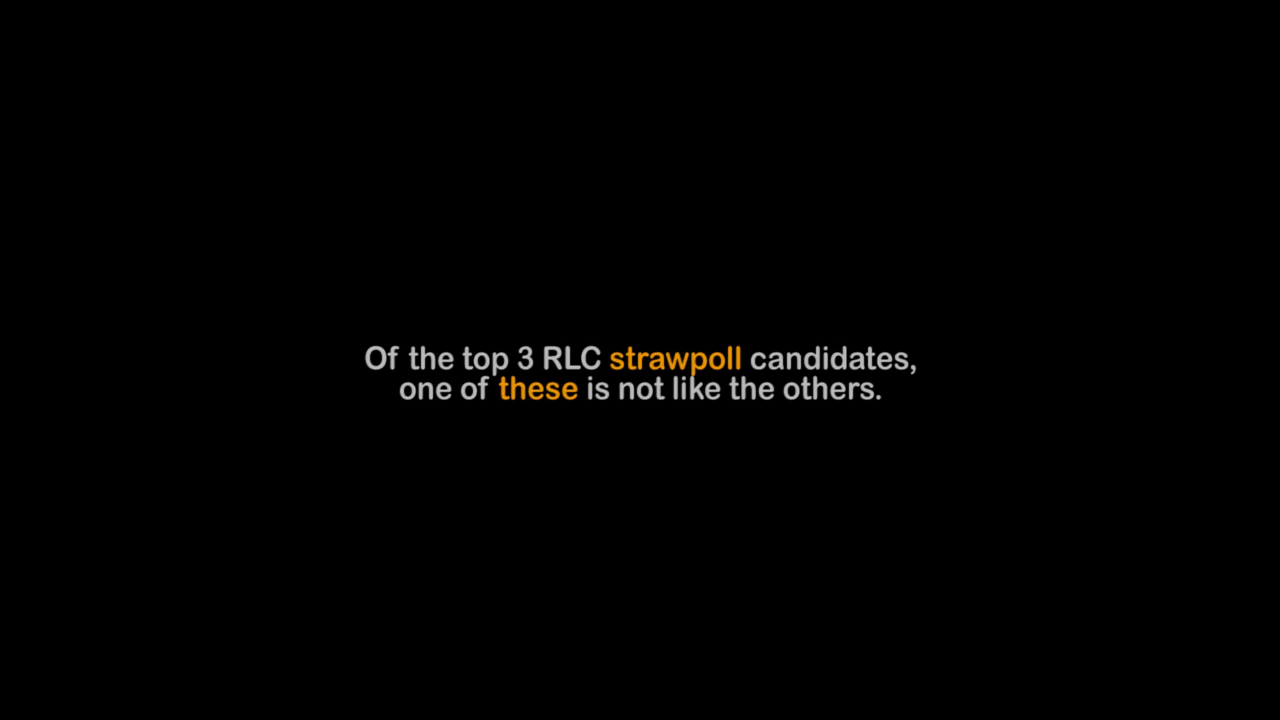 Of the top 3 RLC strawpoll candidates,
one of these is not like the others.